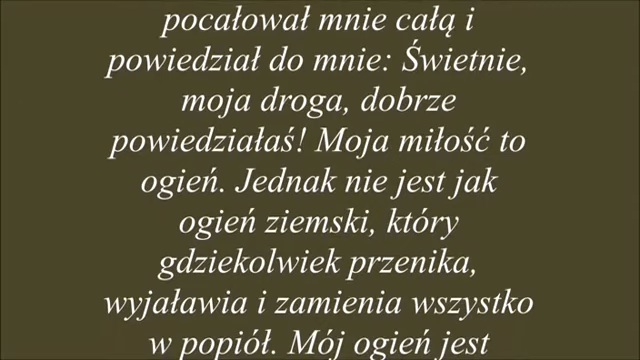 pocałował mnie całą i
powiedział do mnie: Świetnie,
moja droga, dobrze
powiedziałaś! Moja miłość to
ogień. Jednak nie jest jak
ogień ziemski, który
gdziekolwiek przenika,
wyjaławia i zamienia wszystko
w popiół. Mój ogień jest